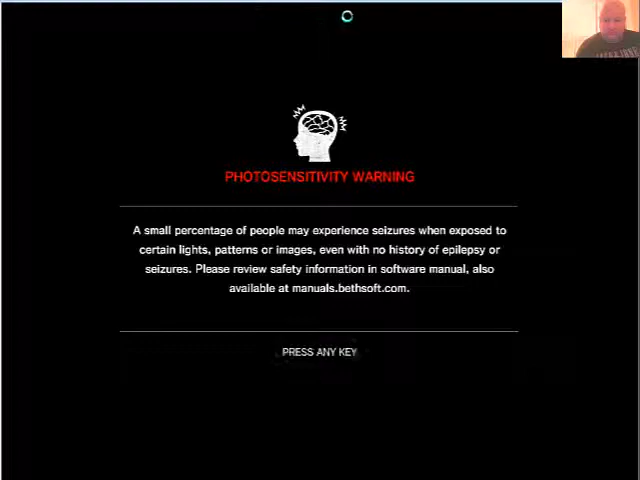 PHOTOSENSITIVITY WARNING
A small percentage of people may experience seizures when exposed to
certain lights, patterns or images, even with no history of epilepsy or
seizures. Please review safety information in software manual, also
available at manuals.bethsoft.com.
PRESS ANY KEY